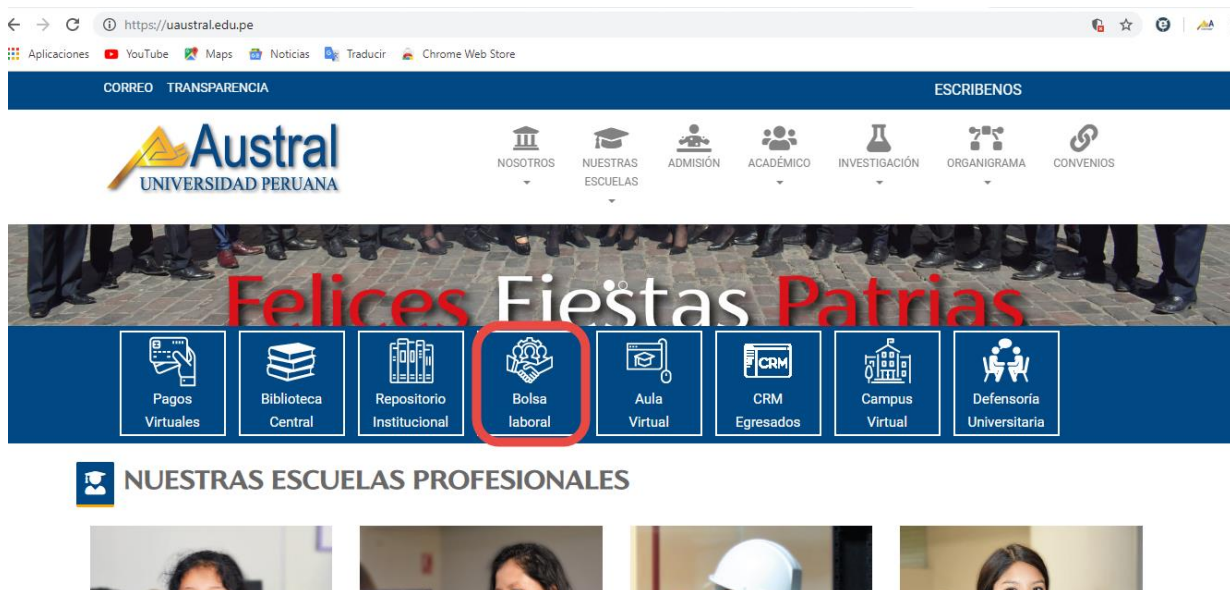 https://uaustral.edu.pe
Aplicaciones YouTube Maps Noticias Traducir Chrome Web Store
CORREO TRANSPARENCIA ESCRIBENOS
Austral
UNIVERSIDAD PERUANA
NOSOTROS
NUESTRAS
ESCUELAS
ADMISIÓN
ACADÉMICO
INVESTIGACIÓN
ORGANIGRAMA
CONVENIOS
Felices Fiestas Patrias
Pagos
Virtuales
Biblioteca
Central
Repositorio
Institucional
Bolsa
laboral
Aula
Virtual
CRM
CRM
Egresados
Campus
Virtual
Defensoría
Universitaria
NUESTRAS ESCUELAS PROFESIONALES